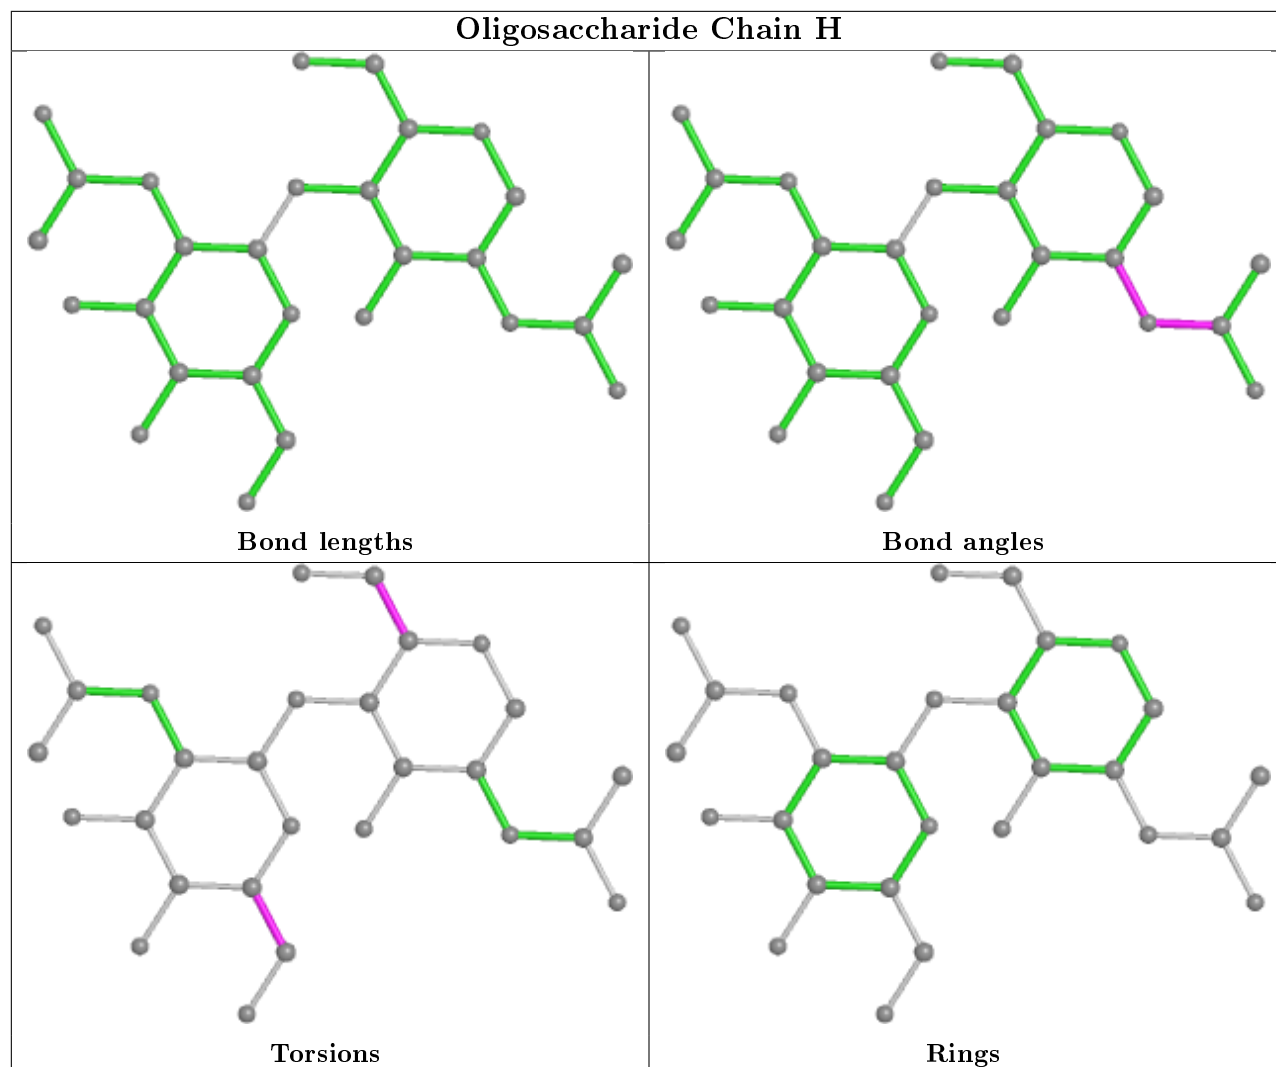 Oligosaccharide Chain H
Bond lengths
Bond angles
Torsions
Rings